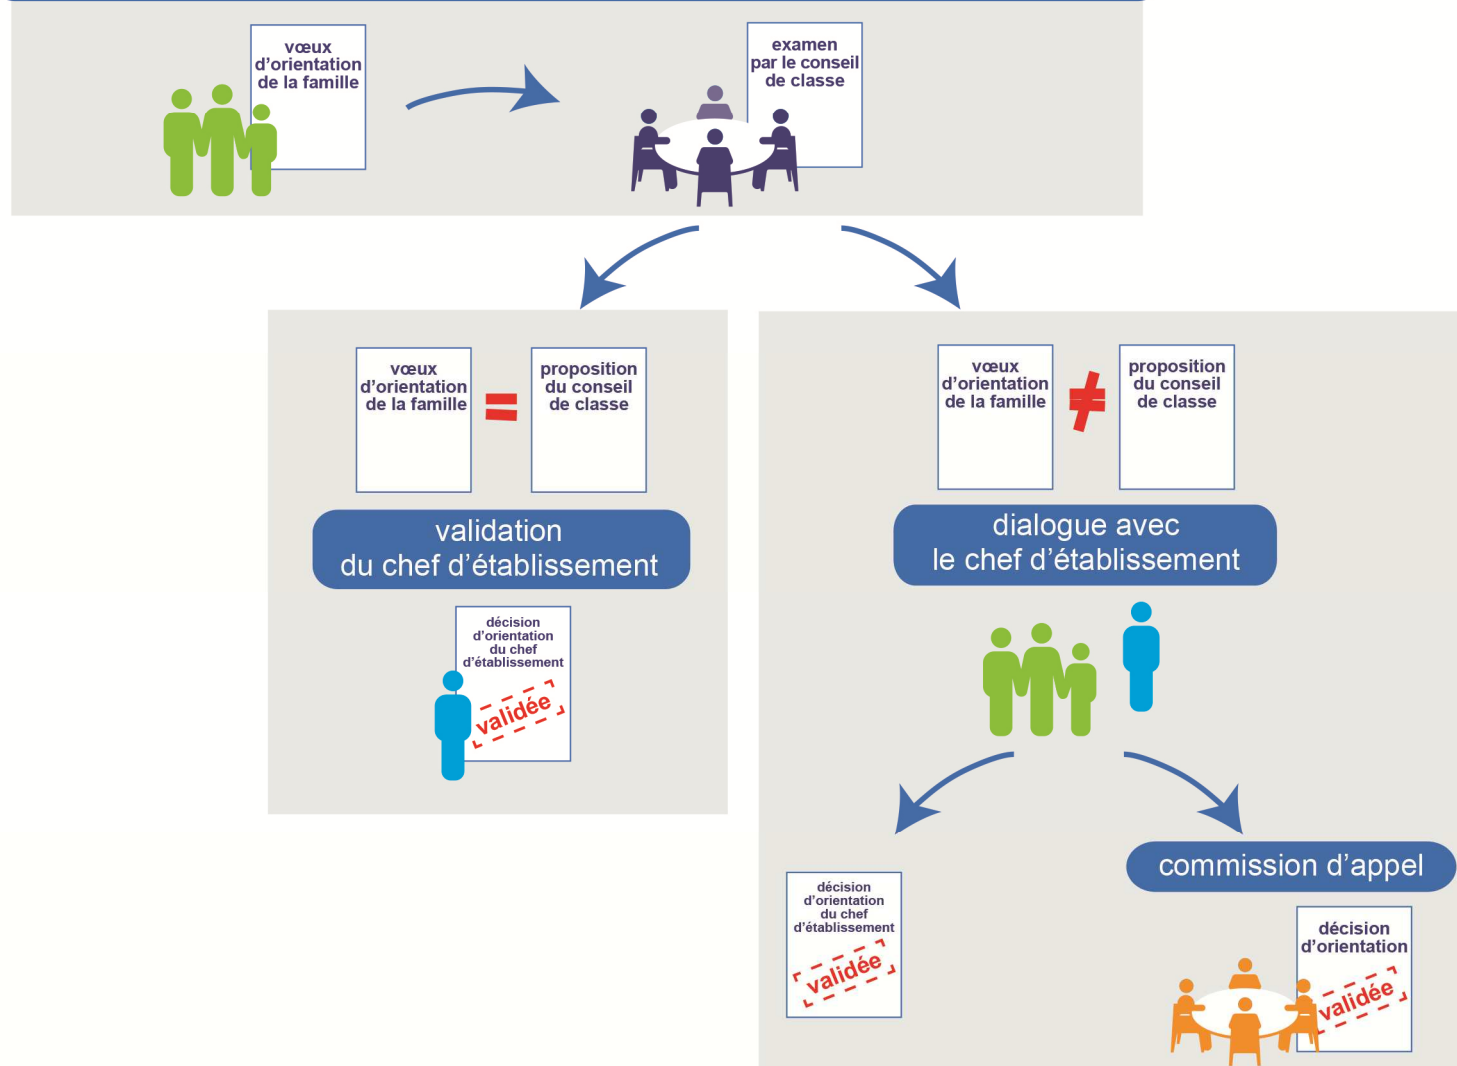 vœux
d'orientation
de la famille
examen
par le conseil
de classe
vœux
d'orientation
de la famille
=
proposition
du conseil
de classe
validation
du chef d'établissement
décision
d'orientation
du chef
d'établissement
validée
vœux
d'orientation
de la famille
≠
proposition
du conseil
de classe
dialogue avec
le chef d'établissement
décision
d'orientation
du chef
d'établissement
validée
commission d'appel
décision
d'orientation
validée